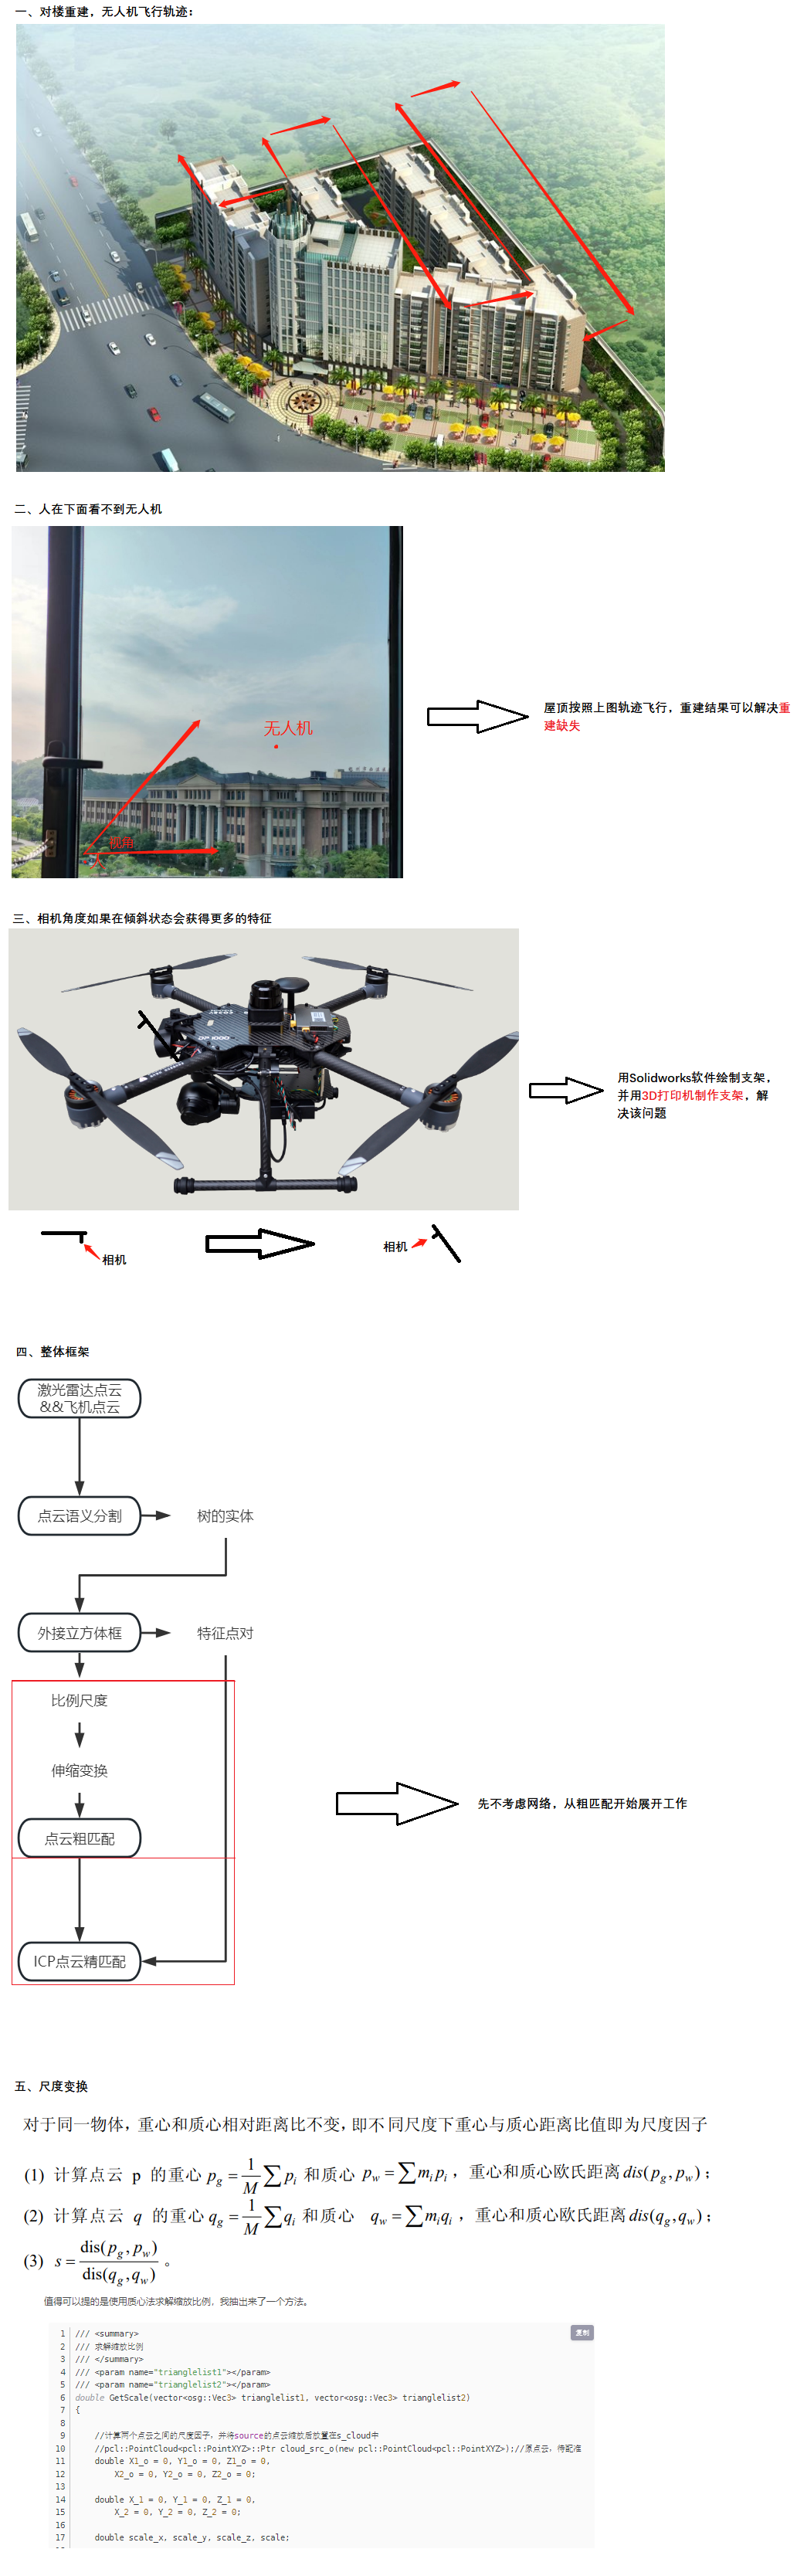 一、对楼重建，无人机飞行轨迹：
二、人在下面看不到无人机
无人机
视角
人
屋顶按照上图轨迹飞行，重建结果可以解决重
建缺失
三、相机角度如果在倾斜状态会获得更多的特征
用Solidworks软件绘制支架，
并用3D打印机制作支架，解
决该问题
相机
相机
四、整体框架
激光雷达点云
&&飞机点云
点云语义分割
树的实体
外接立方体框
特征点对
比例尺度
伸缩变换
点云粗匹配
先不考虑网络，从粗匹配开始展开工作
ICP点云精匹配
五、尺度变换
对于同一物体，重心和质心相对距离比不变，即不同尺度下重心与质心距离比值即为尺度因子
(1) 计算点云 p 的重心 p_g = 1/M ∑ p_i 和质心 p_w = ∑ m_i p_i ，重心和质心欧氏距离 dis(p_g, p_w)；
(2) 计算点云 q 的重心 q_g = 1/M ∑ q_i 和质心 q_w = ∑ m_i q_i ，重心和质心欧氏距离 dis(q_g, q_w)；
(3) s = dis(p_g, p_w) / dis(q_g, q_w) 。
值得可以提的是使用质心法求解缩放比例，我抽出来了一个方法。
复制
1 /// <summary>
2 /// 求解缩放比例
3 /// </summary>
4 /// <param name="trianglelist1"></param>
5 /// <param name="trianglelist2"></param>
6 double GetScale(vector<osg::Vec3> trianglelist1, vector<osg::Vec3> trianglelist2)
7 {
8
9 //计算两个点云之间的尺度因子，并将source的点云缩放后放置在s_cloud中
10 //pcl::PointCloud<pcl::PointXYZ>::Ptr cloud_src_o(new pcl::PointCloud<pcl::PointXYZ>);//原点云，待配准
11 double X1_o = 0, Y1_o = 0, Z1_o = 0,
12 X2_o = 0, Y2_o = 0, Z2_o = 0;
13
14 double X_1 = 0, Y_1 = 0, Z_1 = 0,
15 X_2 = 0, Y_2 = 0, Z_2 = 0;
16
17 double scale_x, scale_y, scale_z, scale;